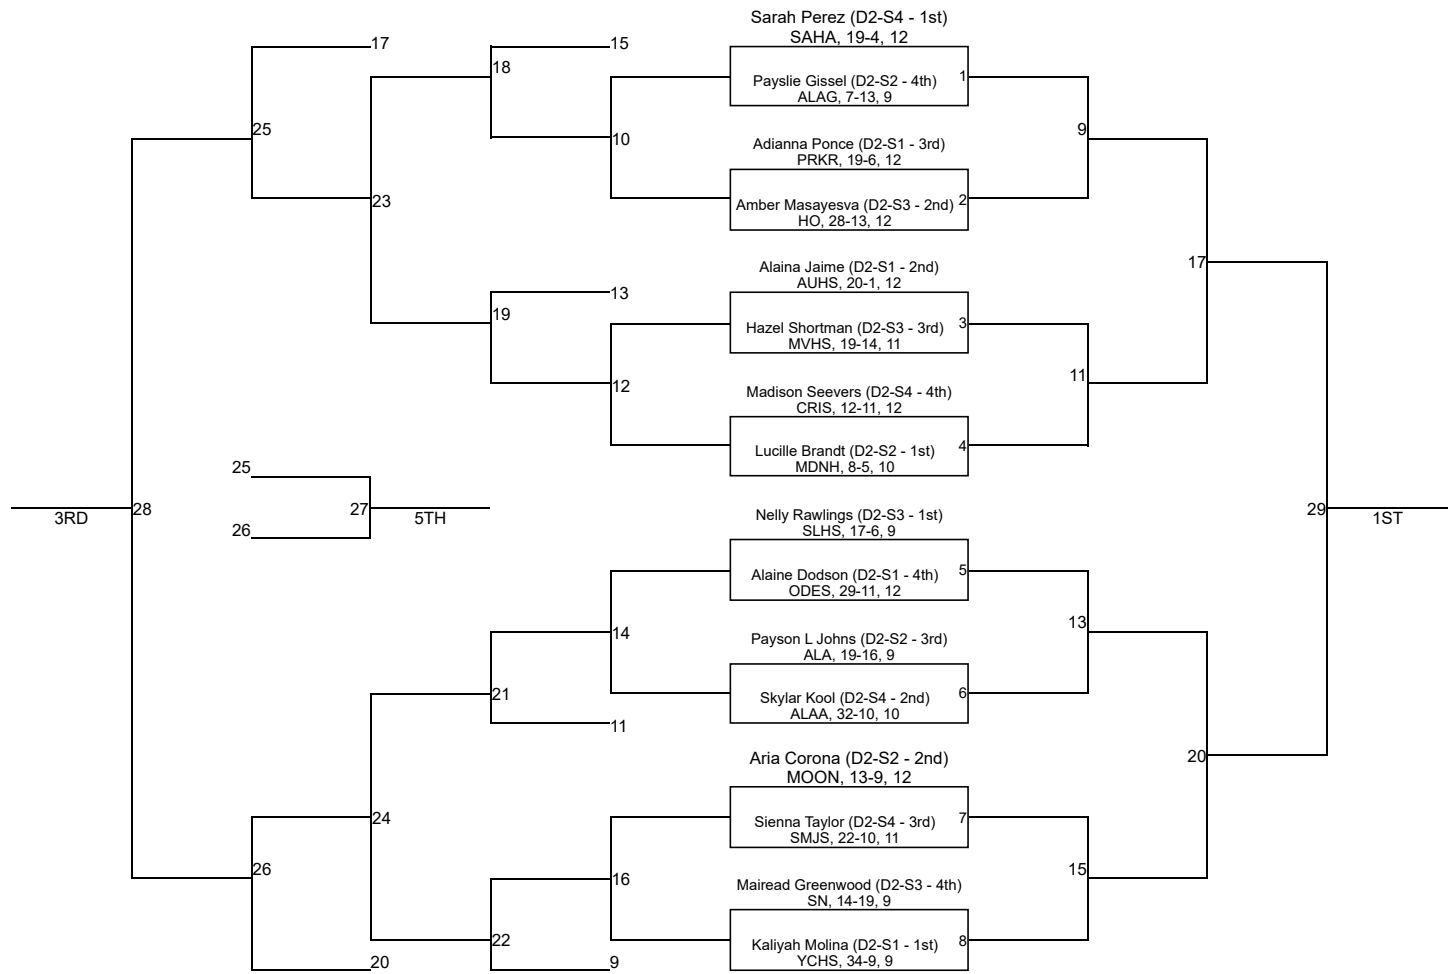 Sarah Perez (D2-S4 - 1st)
SAHA, 19-4, 12
17
15
18
Payslie Gissel (D2-S2 - 4th)
ALAG, 7-13, 9
1
25
10
9
Adianna Ponce (D2-S1 - 3rd)
PRKR, 19-6, 12
23
Amber Masayesva (D2-S3 - 2nd)
HO, 28-13, 12
2
Alaina Jaime (D2-S1 - 2nd)
AUHS, 20-1, 12
17
13
19
Hazel Shortman (D2-S3 - 3rd)
MVHS, 19-14, 11
3
12
11
Madison Seevers (D2-S4 - 4th)
CRIS, 12-11, 12
Lucille Brandt (D2-S2 - 1st)
MDNH, 8-5, 10
4
25
3RD
28
27
5TH
26
Nelly Rawlings (D2-S3 - 1st)
SLHS, 17-6, 9
29
1ST
Alaine Dodson (D2-S1 - 4th)
ODES, 29-11, 12
5
14
13
Payson L Johns (D2-S2 - 3rd)
ALA, 19-16, 9
21
Skylar Kool (D2-S4 - 2nd)
ALAA, 32-10, 10
6
11
Aria Corona (D2-S2 - 2nd)
MOON, 13-9, 12
20
24
Sienna Taylor (D2-S4 - 3rd)
SMJS, 22-10, 11
7
26
16
15
Mairead Greenwood (D2-S3 - 4th)
SN, 14-19, 9
22
Kaliyah Molina (D2-S1 - 1st)
YCHS, 34-9, 9
8
20
9